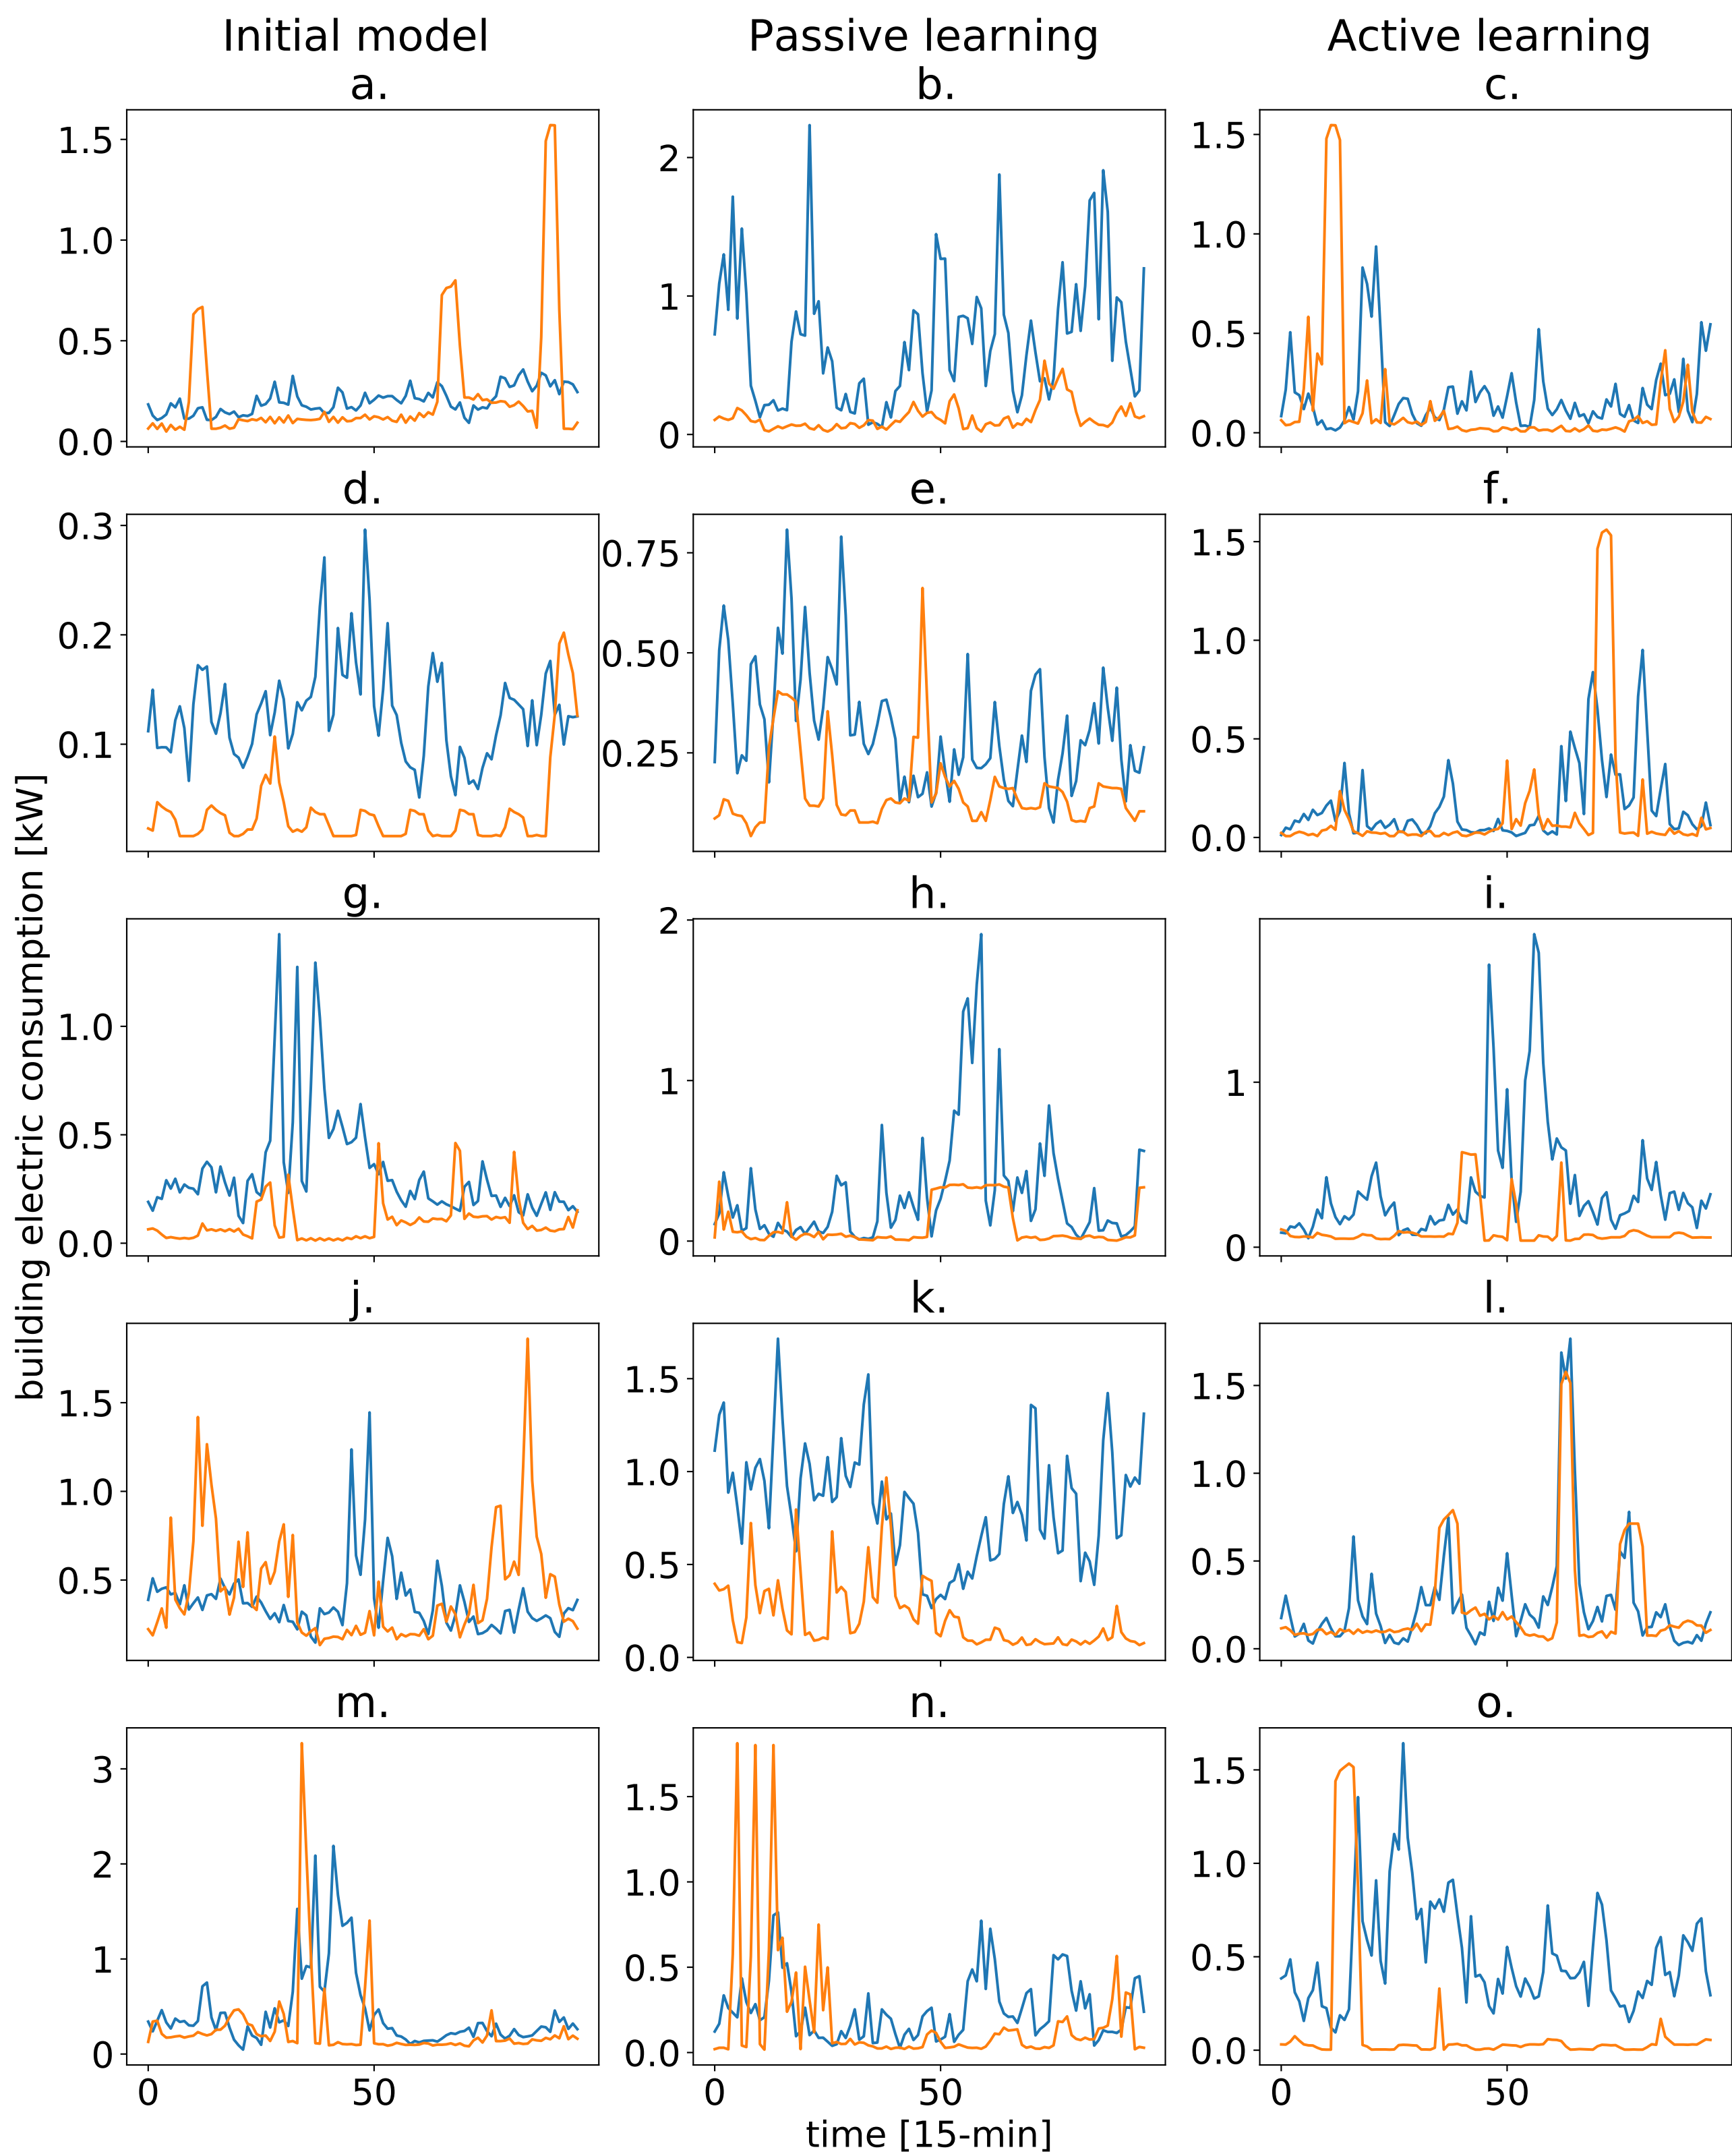 Initial model Passive learning Active learning
a. b. c.
1.5 2 1.5
1.0 1 1.0
0.5 0 0.5
0.0 0.0
d. e. f.
0.3 0.75 1.5
0.2 0.50 1.0
0.1 0.25 0.5
0.0
g. h. i.
1.0 2 1
0.5 1 0
0.0 0
j. k. l.
1.5 1.5 1.5
1.0 1.0 1.0
0.5 0.5 0.5
0.0 0.0
m. n. o.
3 1.5 1.5
2 1.0 1.0
1 0.5 0.5
0 0.0 0.0
0 50 0 50 0 50
time [15-min]
building electric consumption [kW]